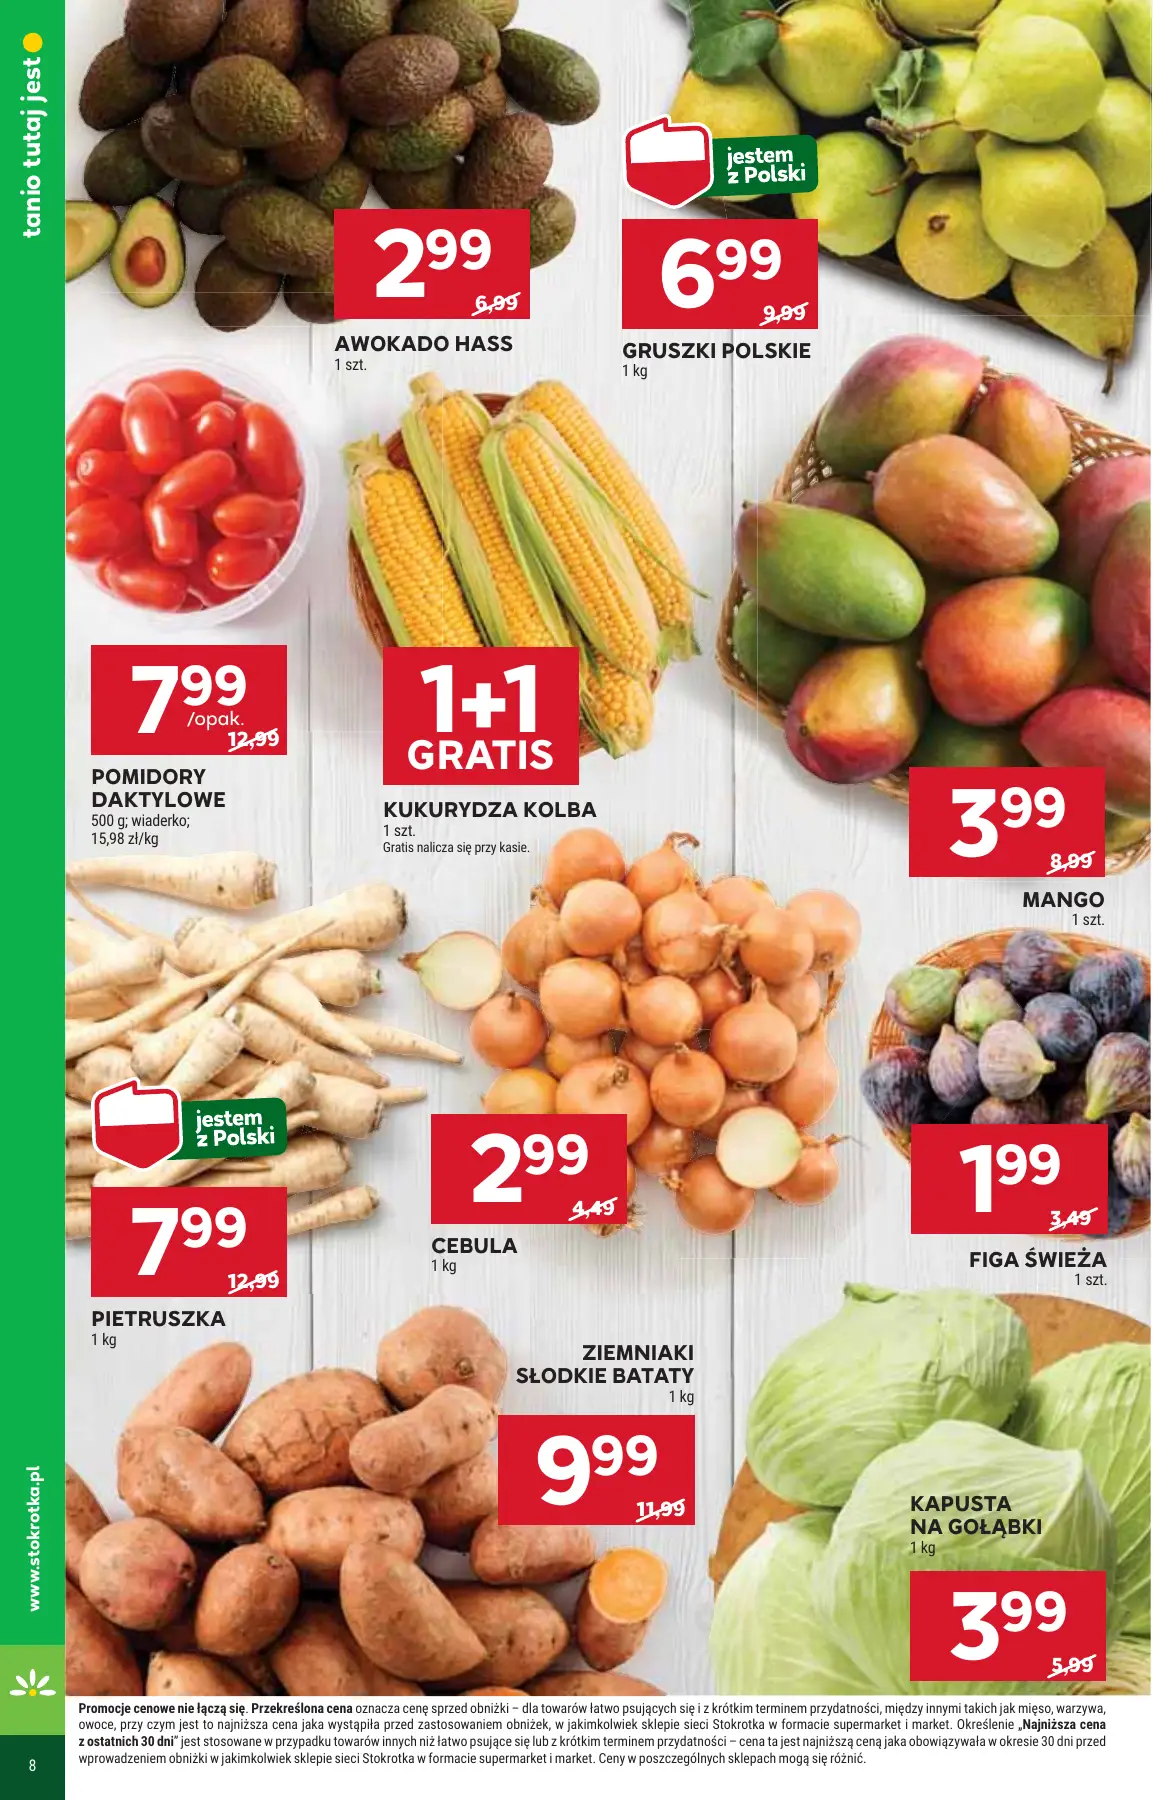 tanio tutaj jest
2 99
6,99
AWOKADO HASS
1 szt.
jestem
z Polski
6 99
9,99
GRUSZKI POLSKIE
1 kg
7 99
/opak.
12,99
POMIDORY
DAKTYLOWE
500 g; wiaderko;
15,98 zł/kg
1+1
GRATIS
KUKURYDZA KOLBA
1 szt.
Gratis nalicza się przy kasie.
3 99
8,99
MANGO
1 szt.
jestem
z Polski
7 99
12,99
PIETRUSZKA
1 kg
2 99
4,49
CEBULA
1 kg
1 99
3,49
FIGA ŚWIEŻA
1 szt.
ZIEMNIAKI
SŁODKIE BATATY
1 kg
9 99
11,99
KAPUSTA
NA GOŁĄBKI
1 kg
3 99
5,99
www.stokrotka.pl
Promocje cenowe nie łączą się. Przekreślona cena oznacza cenę sprzed obniżki – dla towarów łatwo psujących się i z krótkim terminem przydatności, między innymi takich jak mięso, warzywa,
owoce, przy czym jest to najniższa cena jaka wystąpiła przed zastosowaniem obniżek, w jakimkolwiek sklepie sieci Stokrotka w formacie supermarket i market. Określenie „Najniższa cena
z ostatnich 30 dni” jest stosowane w przypadku towarów innych niż łatwo psujące się lub z krótkim terminem przydatności – cena ta jest najniższą ceną jaka obowiązywała w okresie 30 dni przed
wprowadzeniem obniżki w jakimkolwiek sklepie sieci Stokrotka w formacie supermarket i market. Ceny w poszczególnych sklepach mogą się różnić.
8